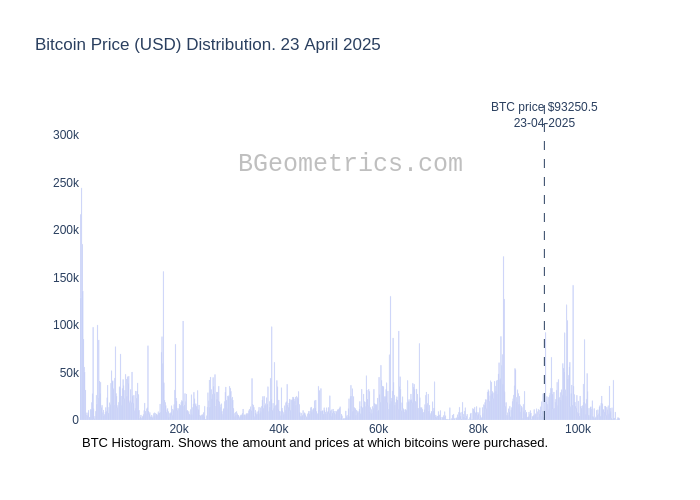 Bitcoin Price (USD) Distribution. 23 April 2025
BTC price $93250.5
23-04-2025
300k
BGeometrics.com
250k
200k
150k
100k
50k
0
20k 40k 60k 80k 100k
BTC Histogram. Shows the amount and prices at which bitcoins were purchased.